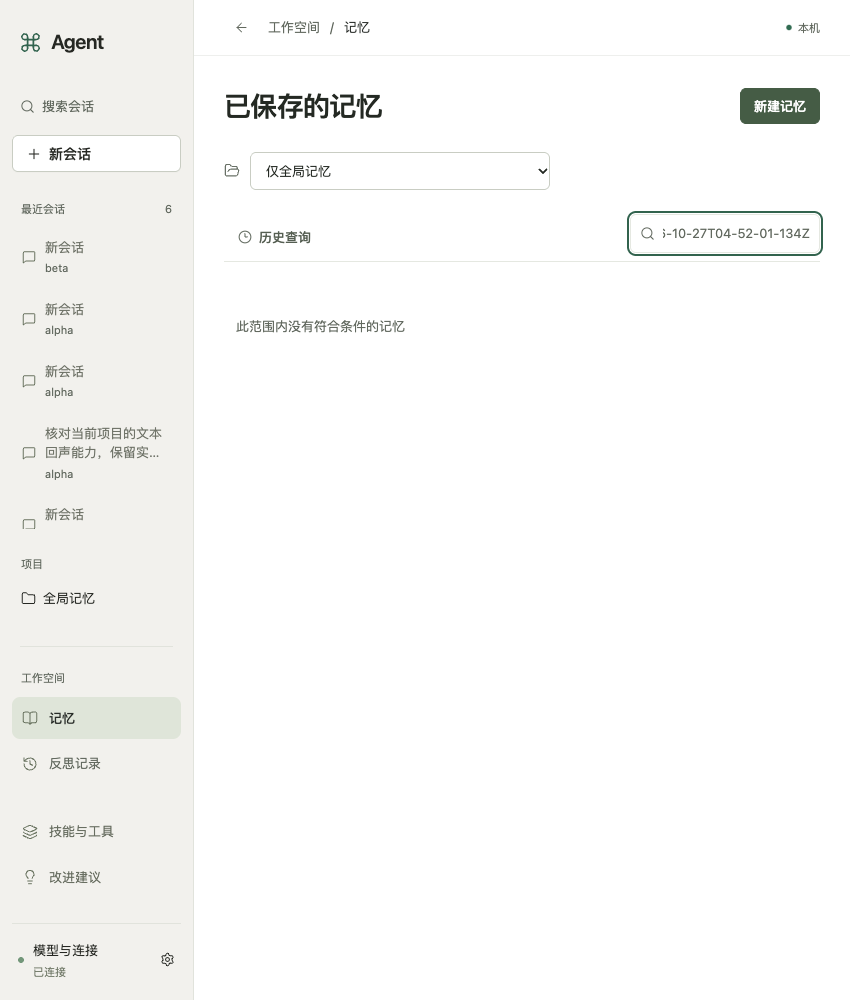 Agent
搜索会话
新会话
最近会话 6
新会话
beta
新会话
alpha
新会话
alpha
核对当前项目的文本
回声能力，保留实...
alpha
新会话
项目
全局记忆
工作空间
记忆
反思记录
技能与工具
改进建议
模型与连接
已连接
工作空间 / 记忆
本机
已保存的记忆
新建记忆
仅全局记忆
历史查询
-10-27T04-52-01-134Z
此范围内没有符合条件的记忆